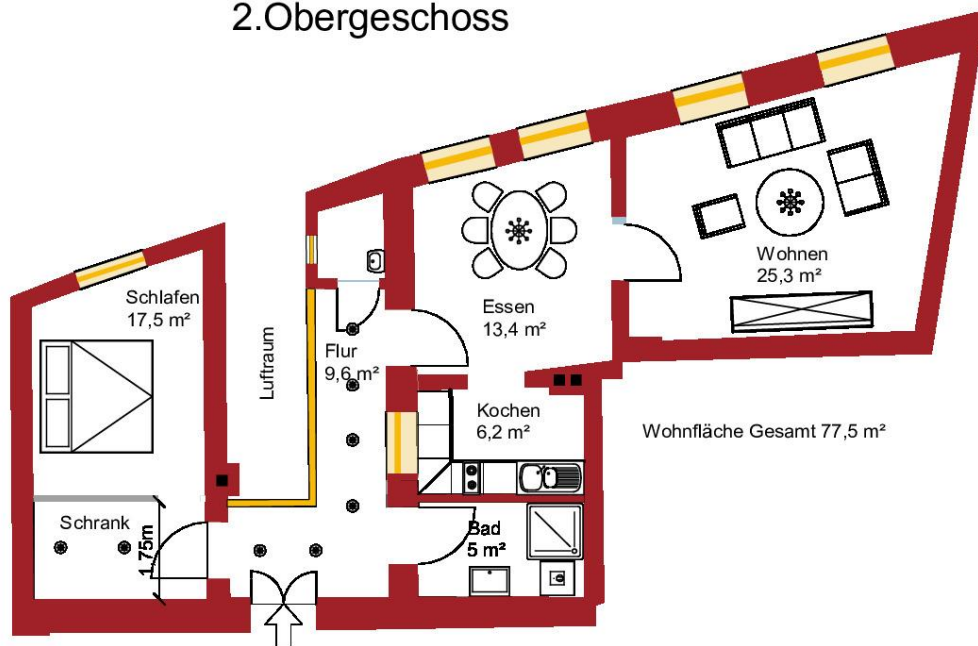 2.Obergeschoss
Schlafen
17,5 m²
Luftraum
Flur
9,6 m²
Essen
13,4 m²
Wohnen
25,3 m²
Kochen
6,2 m²
Wohnfläche Gesamt 77,5 m²
Schrank
1,75m
Bad
5 m²